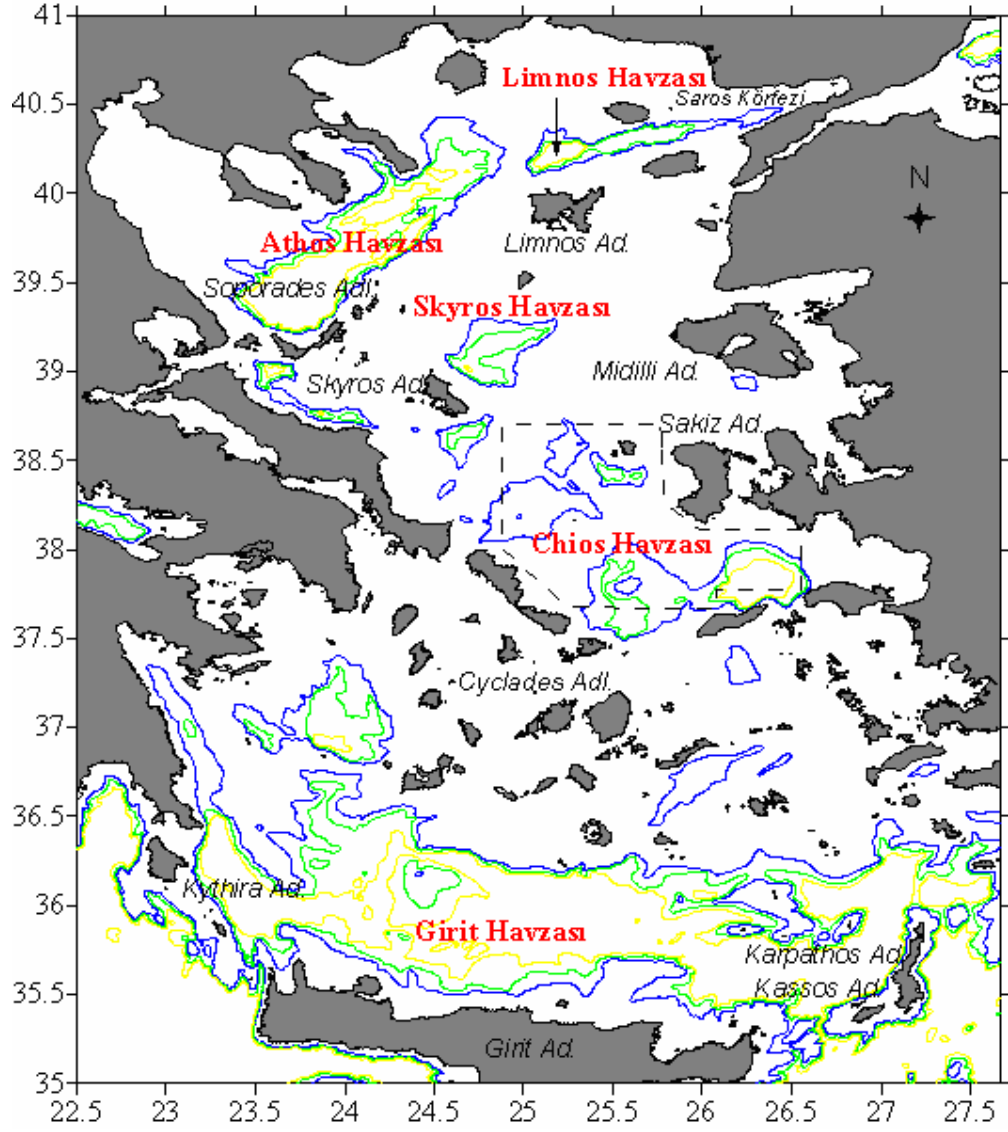 41
Limnos Havzası
40.5
Saros Körfezi
N
40
Athos Havzası
Limnos Ad.
39.5
Soporades Adl.
Skyros Havzası
39
Skyros Ad.
Midilli Ad.
Sakiz Ad.
38.5
38
Chios Havzası
37.5
Cyclades Adl.
37
36.5
Kythira Ad.
36
Girit Havzası
Karpathos Ad.
Kassos Ad.
35.5
Girit Ad.
35
22.5 23 23.5 24 24.5 25 25.5 26 26.5 27 27.5